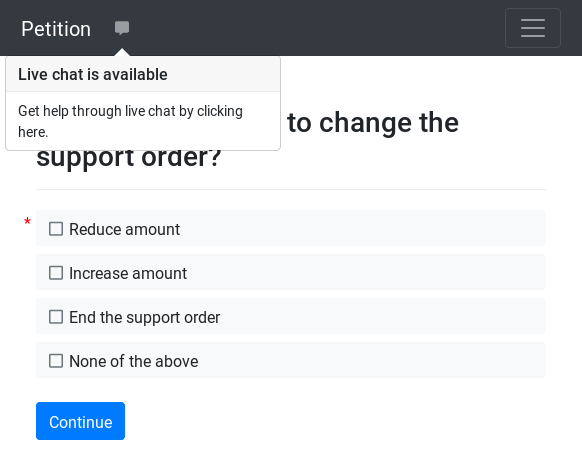 Petition
Live chat is available
Get help through live chat by clicking
here.
to change the
support order?
*
Reduce amount
Increase amount
End the support order
None of the above
Continue